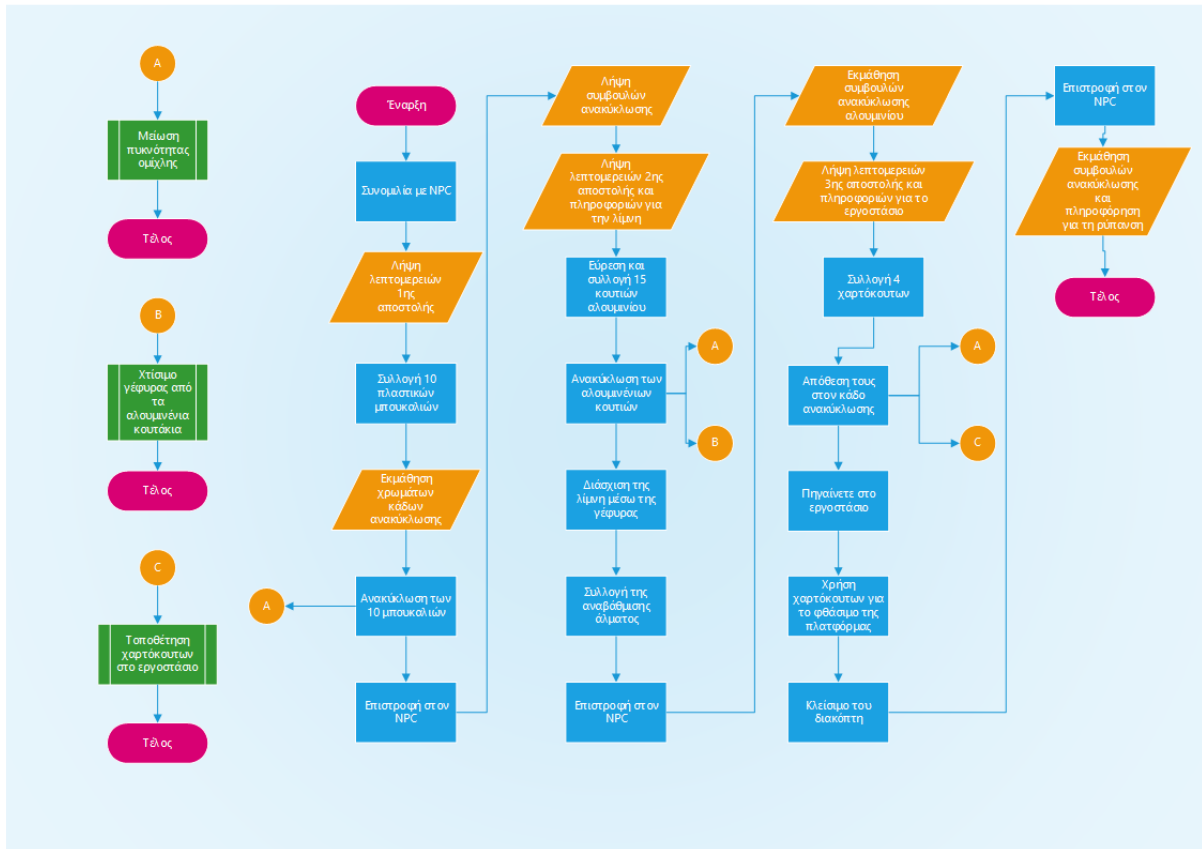 A
Μείωση
πυκνότητας
ομίχλης
Τέλος
B
Χτίσιμο
γέφυρας από
τα
αλουμινένια
κουτάκια
Τέλος
C
Τοποθέτηση
χαρτόκουτων
στο εργοστάσιο
Τέλος
Έναρξη
Συνομιλία με NPC
Λήψη
λεπτομερειών
1ης
αποστολής
Συλλογή 10
πλαστικών
μπουκαλιών
Εκμάθηση
χρωμάτων
κάδων
ανακύκλωσης
Ανακύκλωση των
10 μπουκαλιών
A
Επιστροφή στον
NPC
Λήψη
συμβουλών
ανακύκλωσης
Λήψη
λεπτομερειών 2ης
αποστολής και
πληροφοριών για
την λίμνη
Εύρεση και
συλλογή 15
κουτιών
αλουμινίου
Ανακύκλωση των
αλουμινένιων
κουτιών
A
B
Διάσχιση της
λίμνη μέσω της
γέφυρας
Συλλογή της
αναβάθμισης
άλματος
Επιστροφή στον
NPC
Εκμάθηση
συμβουλών
ανακύκλωσης
αλουμινίου
Λήψη λεπτομερειών
3ης αποστολής και
πληροφοριών για το
εργοστάσιο
Συλλογή 4
χαρτόκουτων
Απόθεση τους
στον κάδο
ανακύκλωσης
A
C
Πηγαίνετε στο
εργοστάσιο
Χρήση
χαρτόκουτων για
το φθάσιμο της
πλατφόρμας
Κλείσιμο του
διακόπτη
Επιστροφή στον
NPC
Εκμάθηση
συμβουλών
ανακύκλωσης
και
πληροφόρηση
για τη ρύπανση
Τέλος